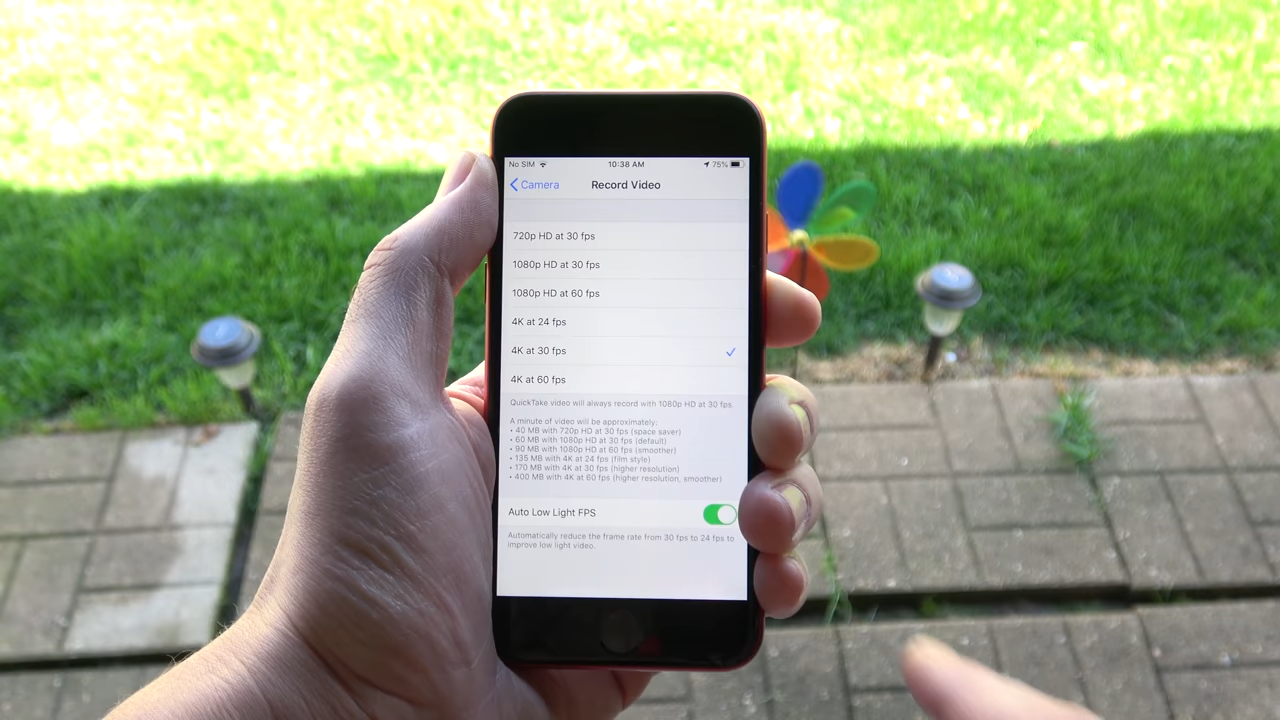 No SIM 10:38 AM 75%
Camera Record Video
720p HD at 30 fps
1080p HD at 30 fps
1080p HD at 60 fps
4K at 24 fps
4K at 30 fps
4K at 60 fps
QuickTake video will always record with 1080p HD at 30 fps.
A minute of video will be approximately:
• 40 MB with 720p HD at 30 fps (space saver)
• 60 MB with 1080p HD at 30 fps (default)
• 90 MB with 1080p HD at 60 fps (smoother)
• 135 MB with 4K at 24 fps (film style)
• 170 MB with 4K at 30 fps (higher resolution)
• 400 MB with 4K at 60 fps (higher resolution, smoother)
Auto Low Light FPS
Automatically reduce the frame rate from 30 fps to 24 fps to
improve low light video.